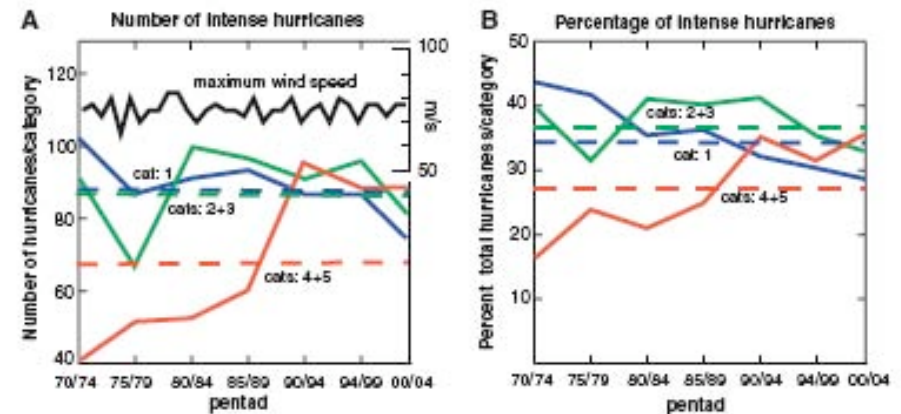 A
Number of intense hurricanes
Number of hurricanes/category
120
100
80
60
40
100
50
m/s
maximum wind speed
cat: 1
cats: 2+3
cats: 4+5
70/74 75/79 80/84 85/89 90/94 94/99 00/04
pentad
B
Percentage of intense hurricanes
Percent total hurricanes/category
50
40
30
20
10
cats: 2+3
cat: 1
cats: 4+5
70/74 75/79 80/84 85/89 90/94 94/99 00/04
pentad